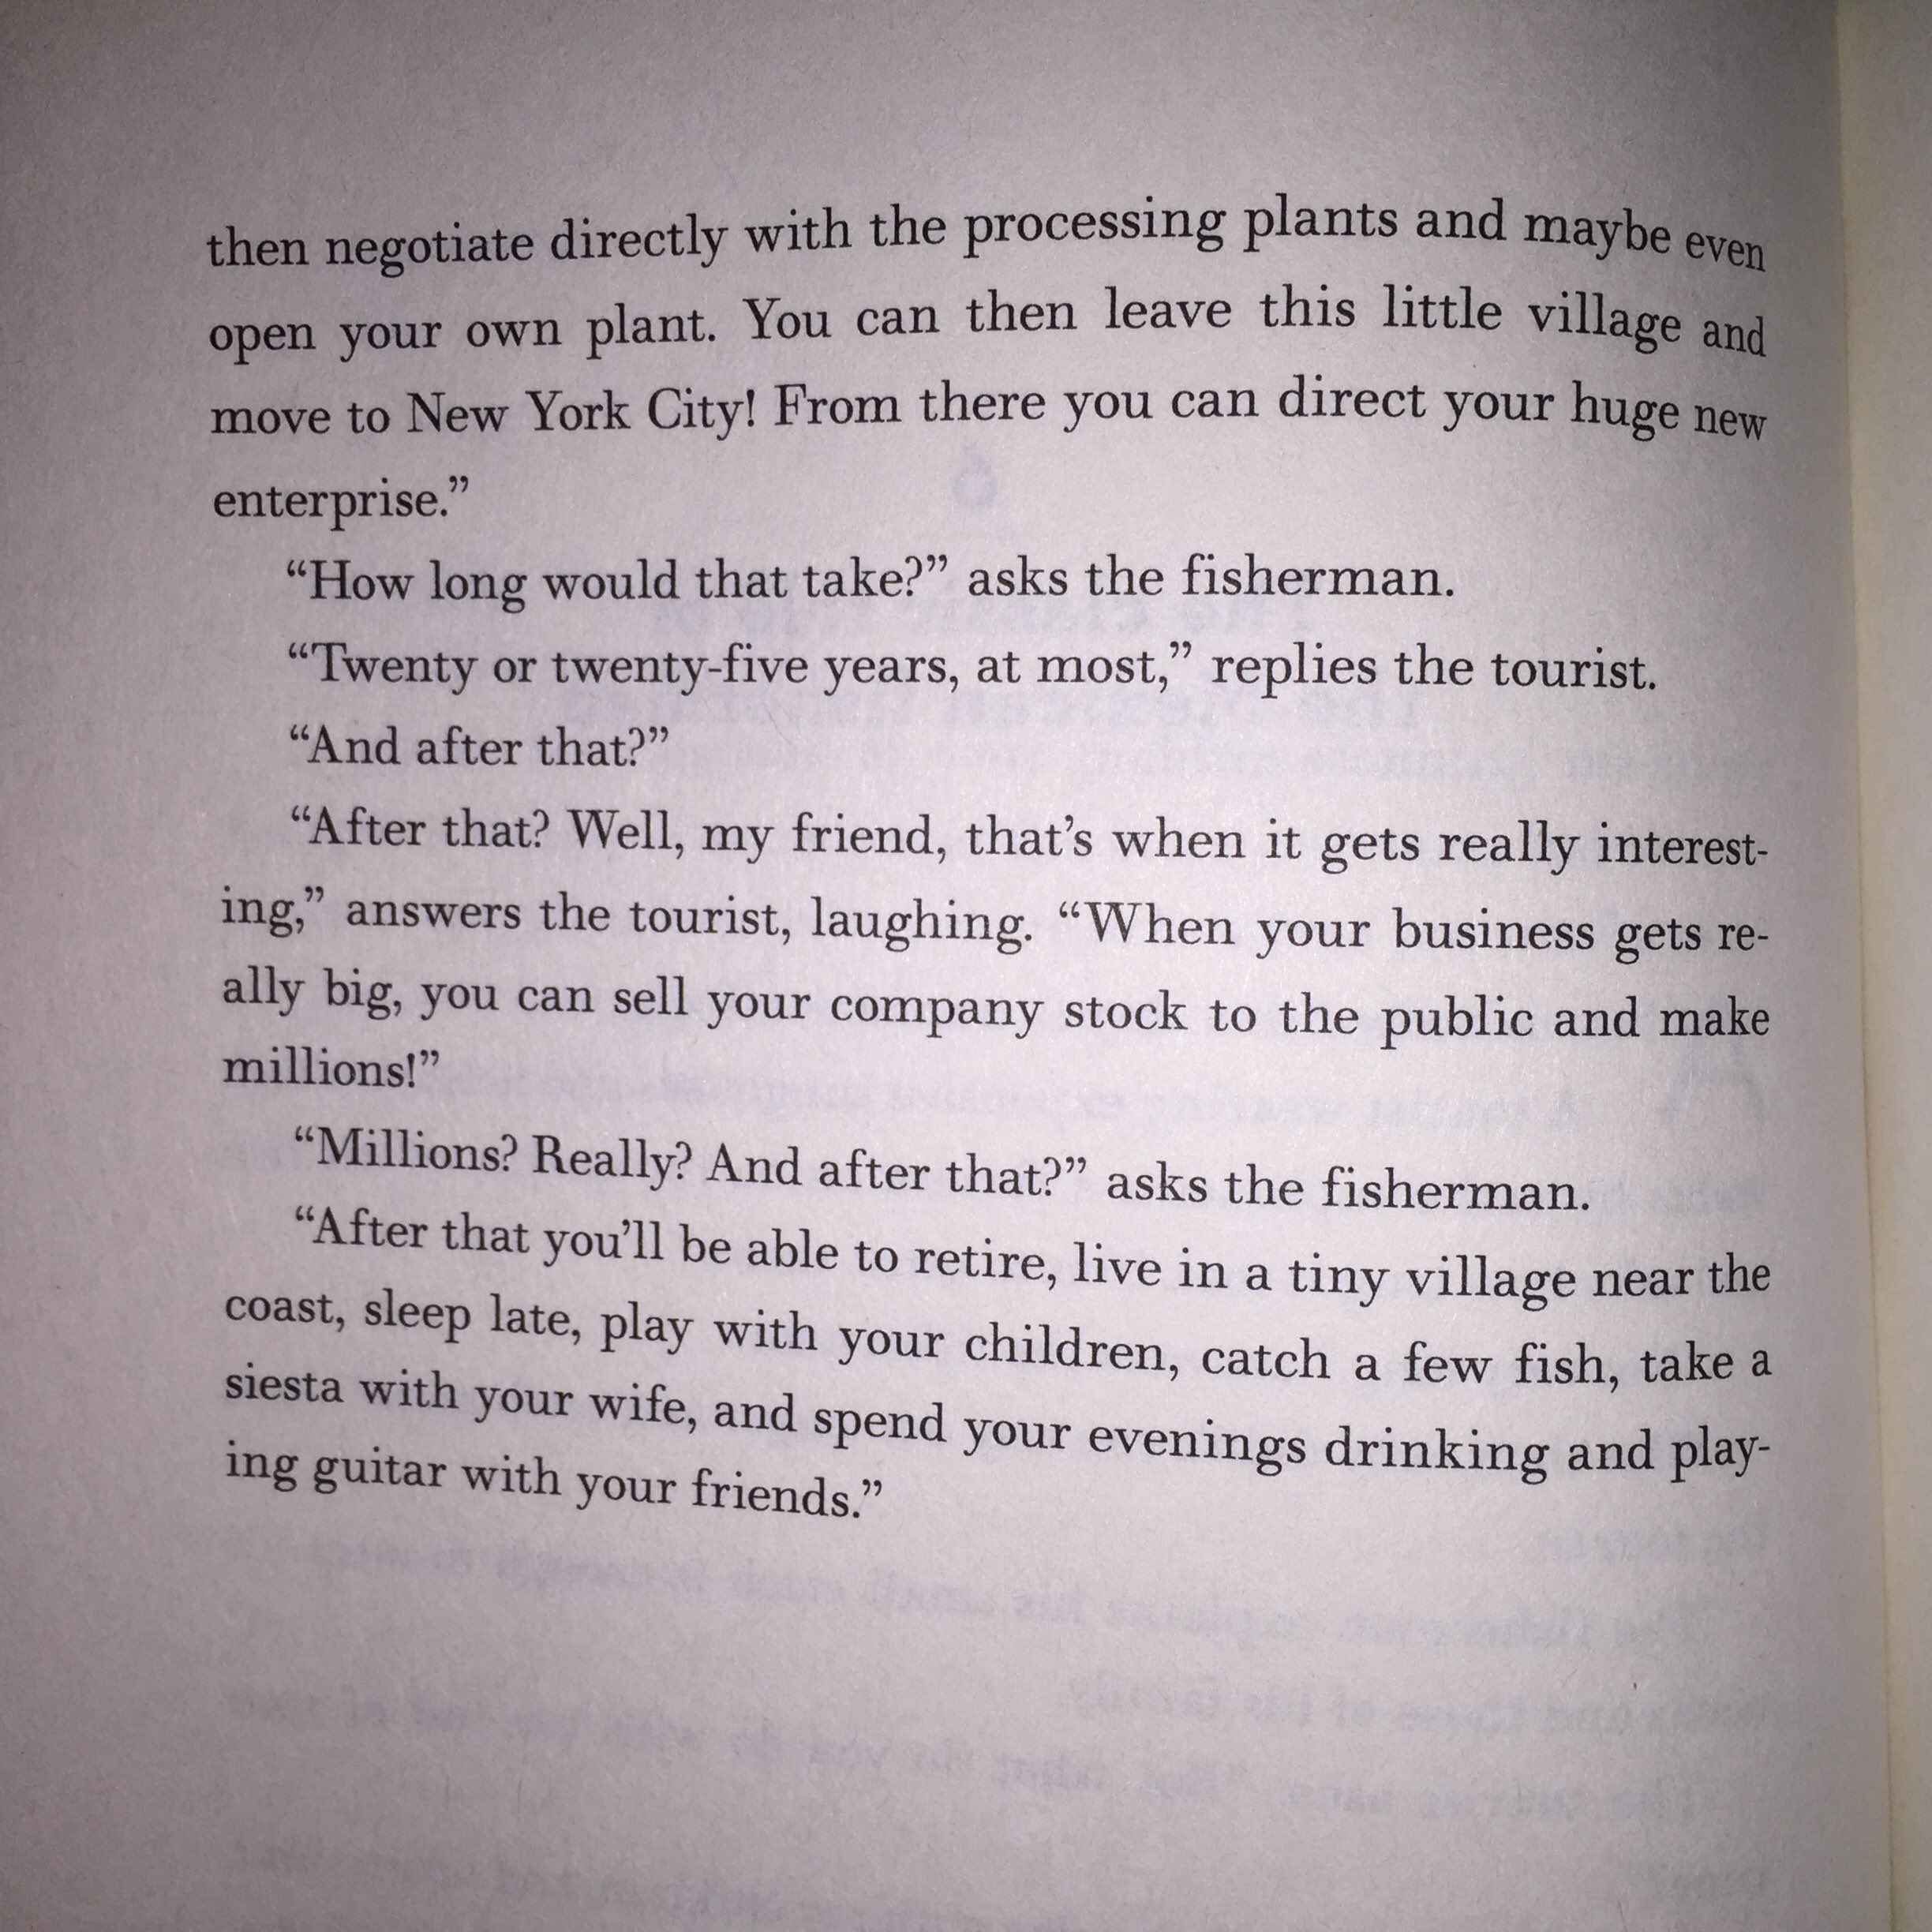 then negotiate directly with the processing plants and maybe even
open your own plant. You can then leave this little village and
move to New York City! From there you can direct your huge new
enterprise.”
“How long would that take?” asks the fisherman.
“Twenty or twenty-five years, at most,” replies the tourist.
“And after that?”
“After that? Well, my friend, that’s when it gets really interest-
ing,” answers the tourist, laughing. “When your business gets re-
ally big, you can sell your company stock to the public and make
millions!”
“Millions? Really? And after that?” asks the fisherman.
“After that you’ll be able to retire, live in a tiny village near the
coast, sleep late, play with your children, catch a few fish, take a
siesta with your wife, and spend your evenings drinking and play-
ing guitar with your friends.”